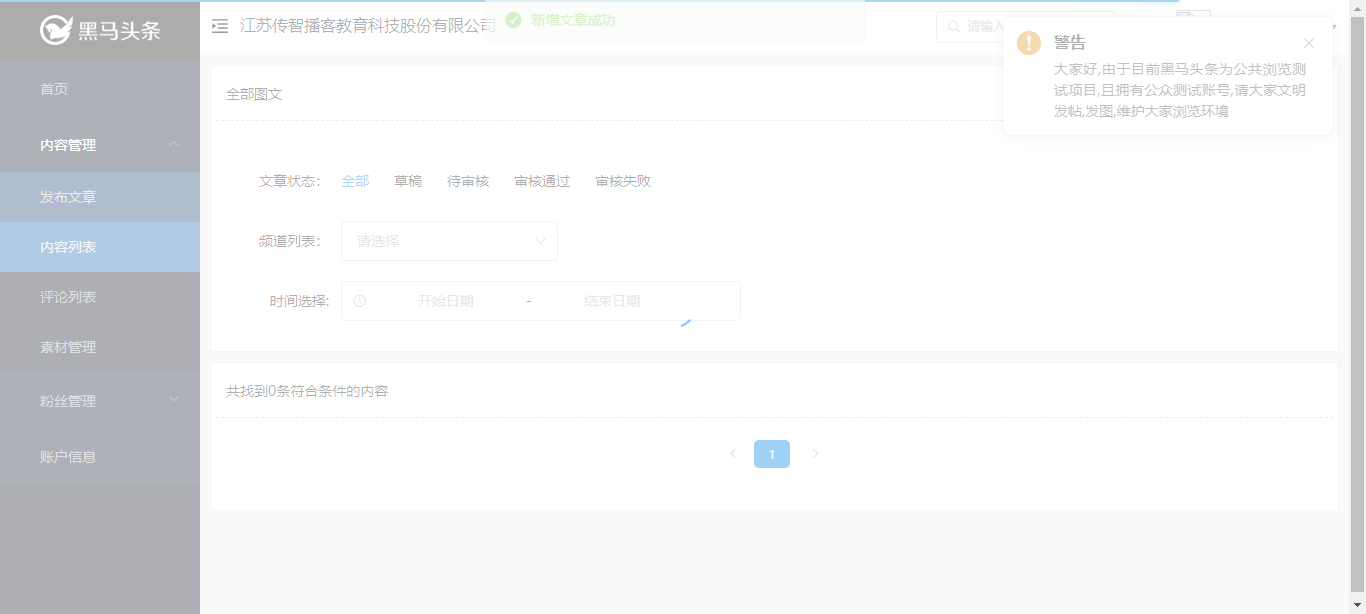 黑马头条
江苏传智播客教育科技股份有限公司
新增文章成功
请输入
警告
大家好,由于目前黑马头条为公共浏览测
试项目,且拥有公众测试账号,请大家文明
发帖,发图,维护大家浏览环境
首页
内容管理
发布文章
内容列表
评论列表
素材管理
粉丝管理
账户信息
全部图文
文章状态: 全部 草稿 待审核 审核通过 审核失败
频道列表: 请选择
时间选择: 开始日期 - 结束日期
共找到0条符合条件的内容
1